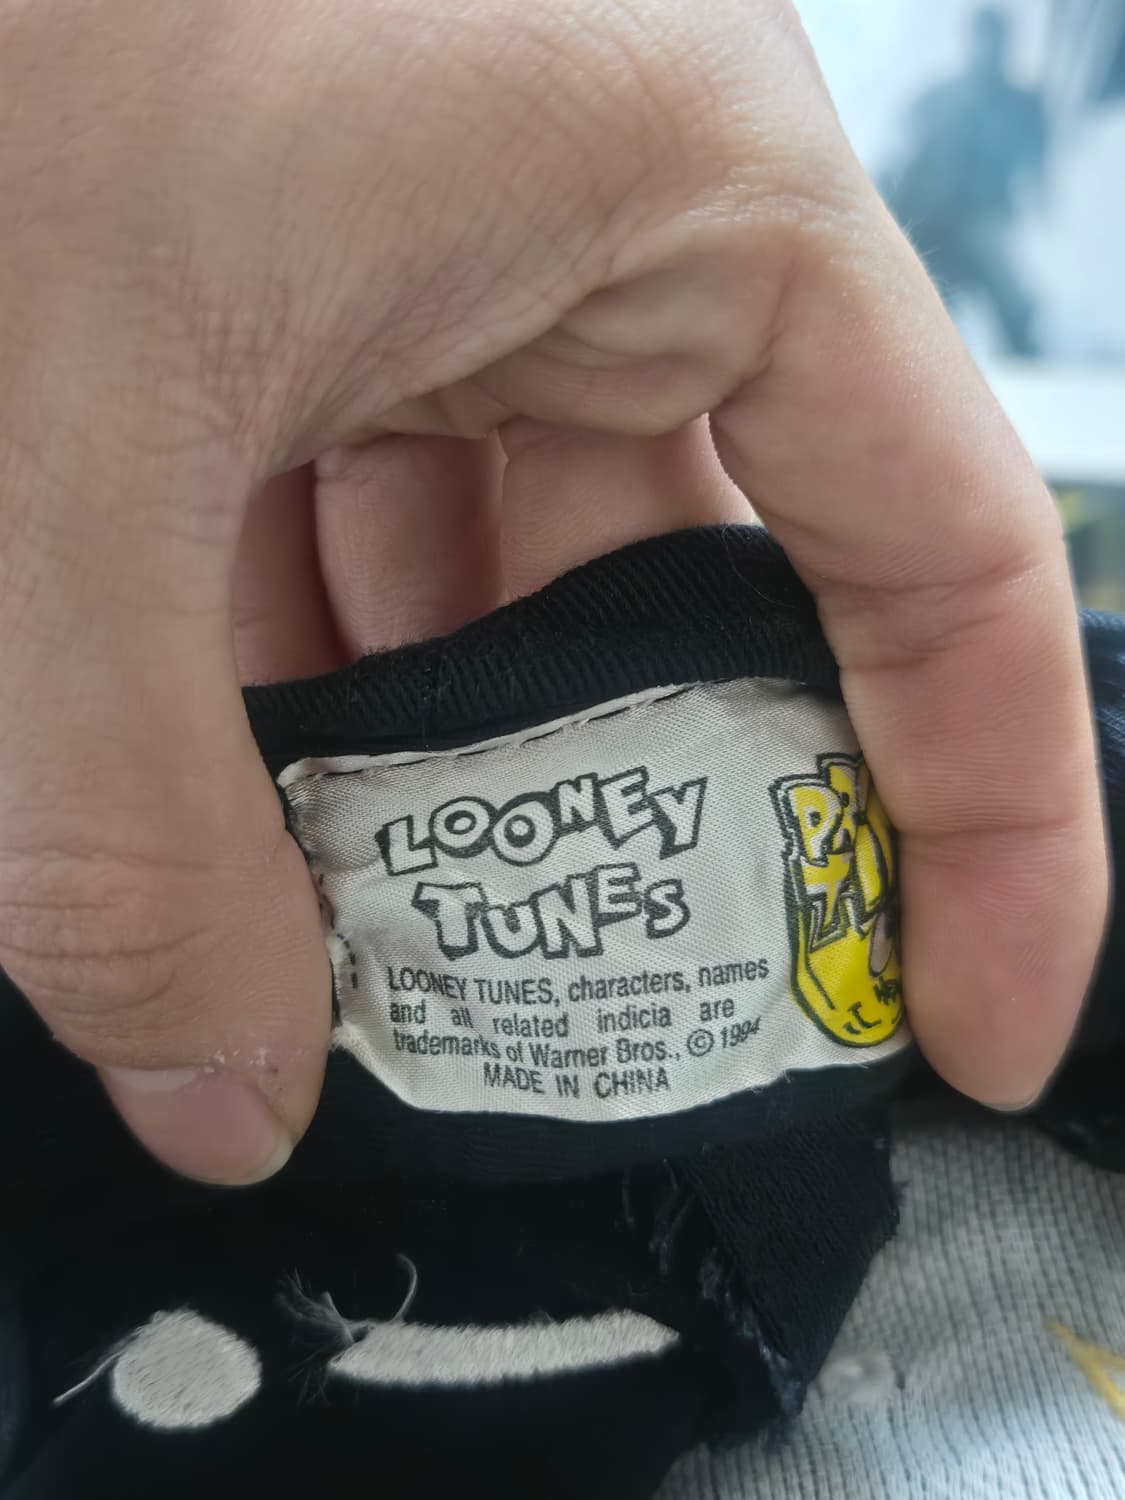 LOONEY
TUNES
LOONEY TUNES, characters, names
and all related indicia are
trademarks of Warner Bros., © 1994
MADE IN CHINA